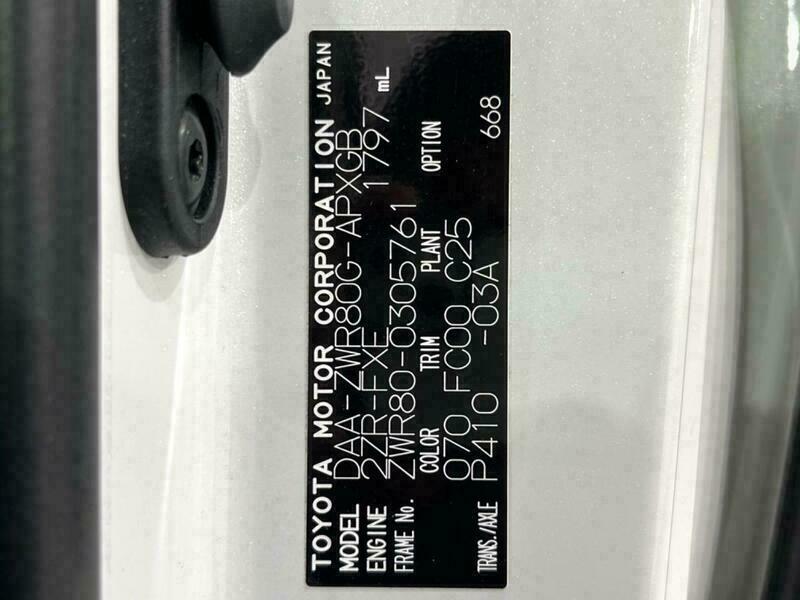 TOYOTA MOTOR CORPORATION JAPAN
MODEL DAA-ZWR80G-APXGB
ENGINE 2ZR-FXE 1797 mL
FRAME No. ZWR80-0305761
COLOR TRIM PLANT OPTION
070 FC00 C25
TRANS./AXLE P410 -03A 668